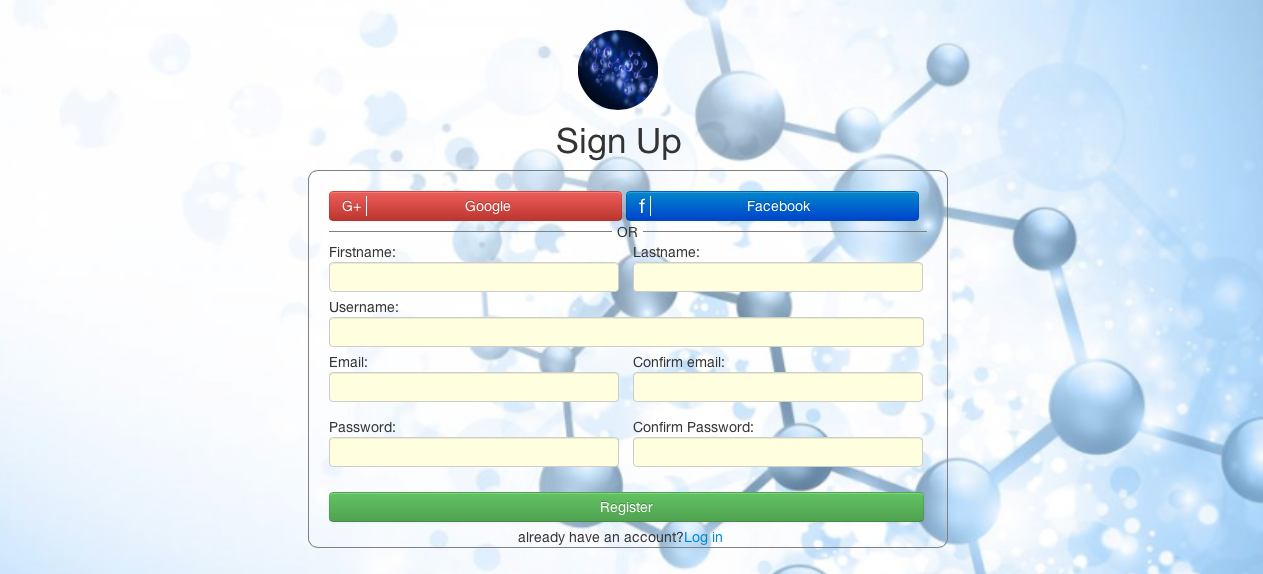 Sign Up
G+ Google f Facebook
OR
Firstname: Lastname:
Username:
Email: Confirm email:
Password: Confirm Password:
Register
already have an account?Log in